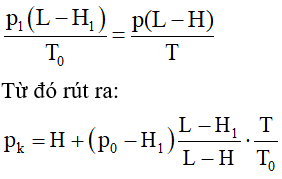 p₁(L – H₁)/T₀ = p(L – H)/T
Từ đó rút ra:
pₖ = H + (p₀ – H₁) (L – H₁)/(L – H) · T/T₀